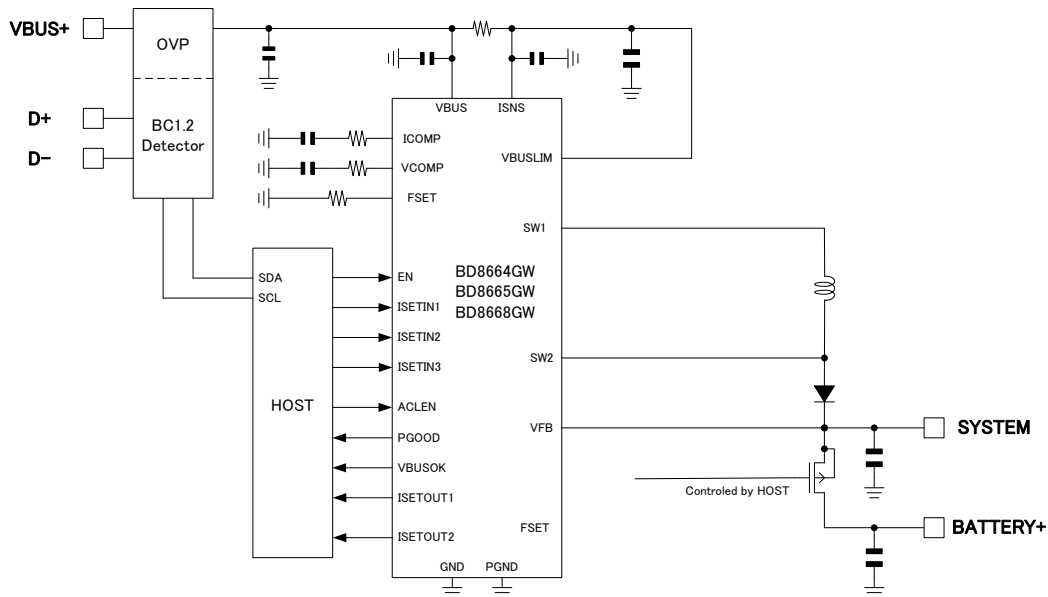 VBUS+
OVP
D+
D-
BC1.2
Detector
VBUS
ISNS
ICOMP
VCOMP
FSET
VBUSLIM
SW1
SW2
VFB
FSET
BD8664GW
BD8665GW
BD8668GW
SDA
SCL
HOST
EN
ISETIN1
ISETIN2
ISETIN3
ACLEN
PGOOD
VBUSOK
ISETOUT1
ISETOUT2
GND
PGND
SYSTEM
Controled by HOST
BATTERY+